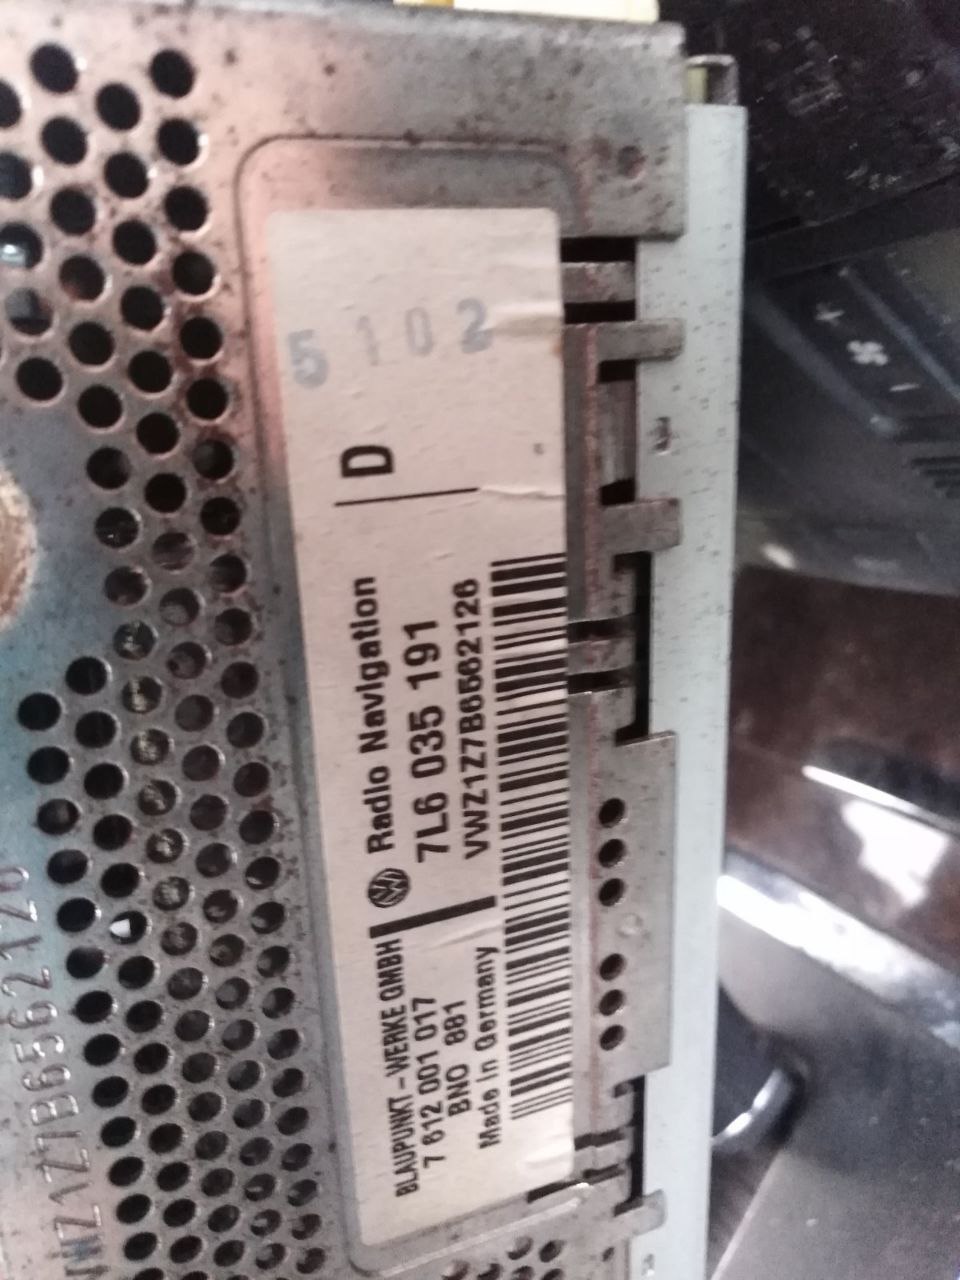 BLAUPUNKT-WERKE GMBH
7 612 001 017
BNO 881
Made in Germany
Radio Navigation
7L6 035 191
VWZ1Z7B6562126
D
5102
VWZ1Z7B6562126